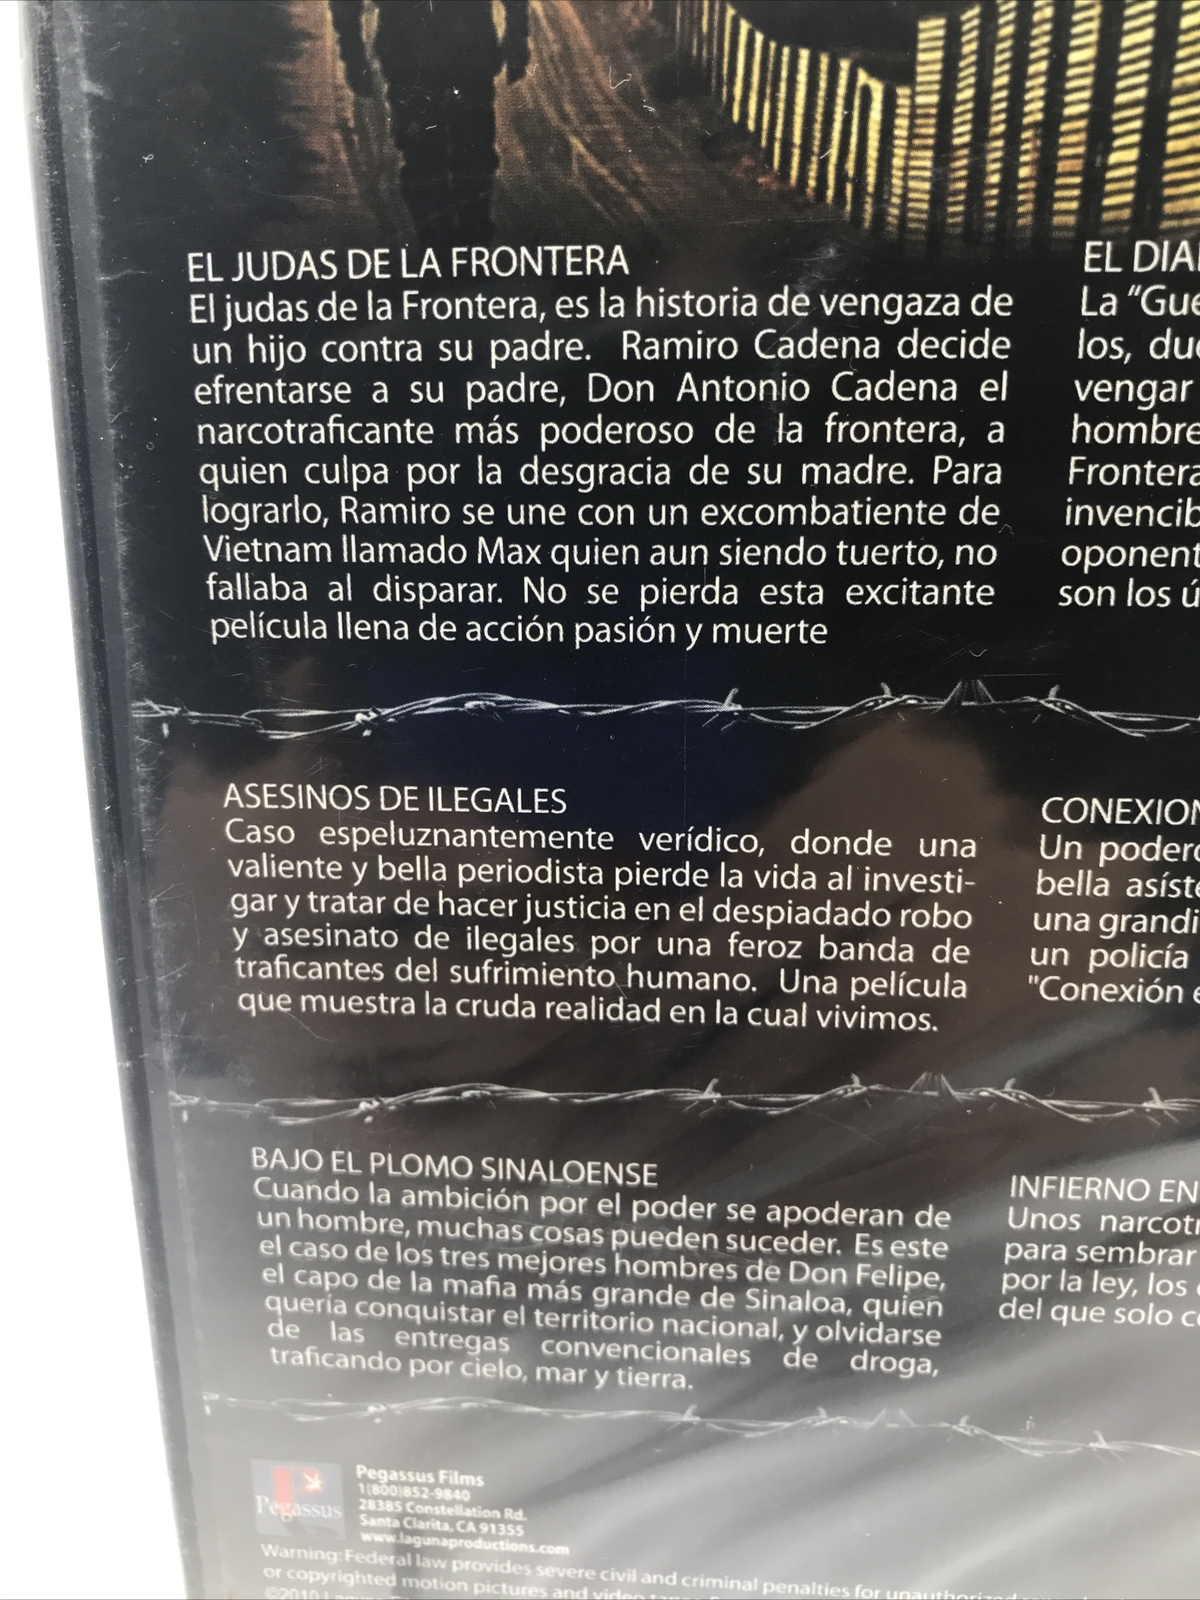 EL JUDAS DE LA FRONTERA
El judas de la Frontera, es la historia de vengaza de
un hijo contra su padre. Ramiro Cadena decide
efrentarse a su padre, Don Antonio Cadena el
narcotraficante más poderoso de la frontera, a
quien culpa por la desgracia de su madre. Para
lograrlo, Ramiro se une con un excombatiente de
Vietnam llamado Max quien aun siendo tuerto, no
fallaba al disparar. No se pierda esta excitante
película llena de acción pasión y muerte
EL DIA
La "Gue
los, due
vengar
hombre
Frontera
invencib
oponent
son los ú
ASESINOS DE ILEGALES
Caso espeluznantemente verídico, donde una
valiente y bella periodista pierde la vida al investi-
gar y tratar de hacer justicia en el despiadado robo
y asesinato de ilegales por una feroz banda de
traficantes del sufrimiento humano. Una película
que muestra la cruda realidad en la cual vivimos.
CONEXION
Un podero
bella asíste
una grandi
un policía
"Conexión e
BAJO EL PLOMO SINALOENSE
Cuando la ambición por el poder se apoderan de
un hombre, muchas cosas pueden suceder. Es este
el caso de los tres mejores hombres de Don Felipe,
el capo de la mafia más grande de Sinaloa, quien
quería conquistar el territorio nacional, y olvidarse
de las entregas convencionales de droga,
traficando por cielo, mar y tierra.
INFIERNO EN
Unos narcotr
para sembrar
por la ley, los
del que solo co
Pegassus
Pegassus Films
1(800)852-9840
28385 Constellation Rd.
Santa Clarita, CA 91355
www.lagunaproductions.com
Warning: Federal law provides severe civil and criminal penalties for unauthorized
or copyrighted motion pictures and video
©2010